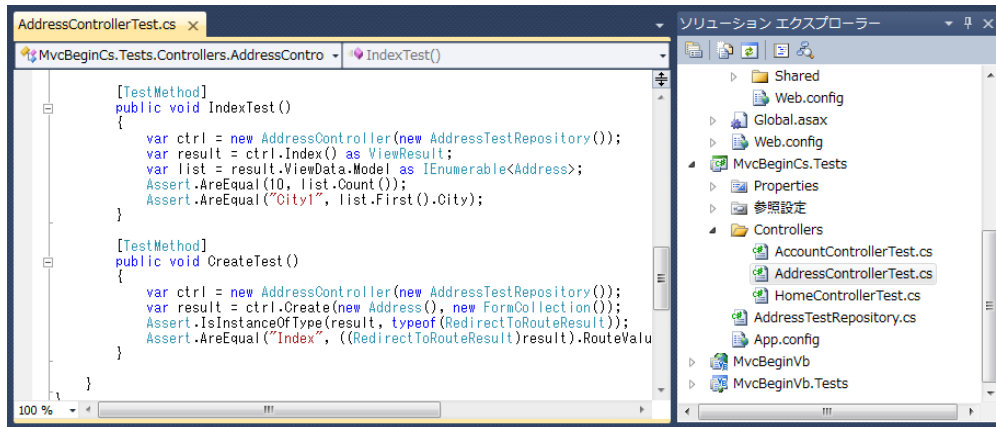 AddressControllerTest.cs
MvcBeginCs.Tests.Controllers.AddressContro
IndexTest()
[TestMethod]
public void IndexTest()
{
var ctrl = new AddressController(new AddressTestRepository());
var result = ctrl.Index() as ViewResult;
var list = result.ViewData.Model as IEnumerable<Address>;
Assert.AreEqual(10, list.Count());
Assert.AreEqual("City1", list.First().City);
}
[TestMethod]
public void CreateTest()
{
var ctrl = new AddressController(new AddressTestRepository());
var result = ctrl.Create(new Address(), new FormCollection());
Assert.IsInstanceOfType(result, typeof(RedirectToRouteResult));
Assert.AreEqual("Index", ((RedirectToRouteResult)result).RouteValu
}
}
}
100 %
ソリューション エクスプローラー
Shared
Web.config
Global.asax
Web.config
MvcBeginCs.Tests
Properties
参照設定
Controllers
AccountControllerTest.cs
AddressControllerTest.cs
HomeControllerTest.cs
AddressTestRepository.cs
App.config
MvcBeginVb
MvcBeginVb.Tests